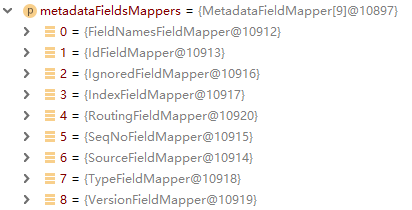 p metadataFieldsMappers = {MetadataFieldMapper[9]@10897}
0 = {FieldNamesFieldMapper@10912}
1 = {IdFieldMapper@10913}
2 = {IgnoredFieldMapper@10916}
3 = {IndexFieldMapper@10917}
4 = {RoutingFieldMapper@10920}
5 = {SeqNoFieldMapper@10915}
6 = {SourceFieldMapper@10914}
7 = {TypeFieldMapper@10918}
8 = {VersionFieldMapper@10919}